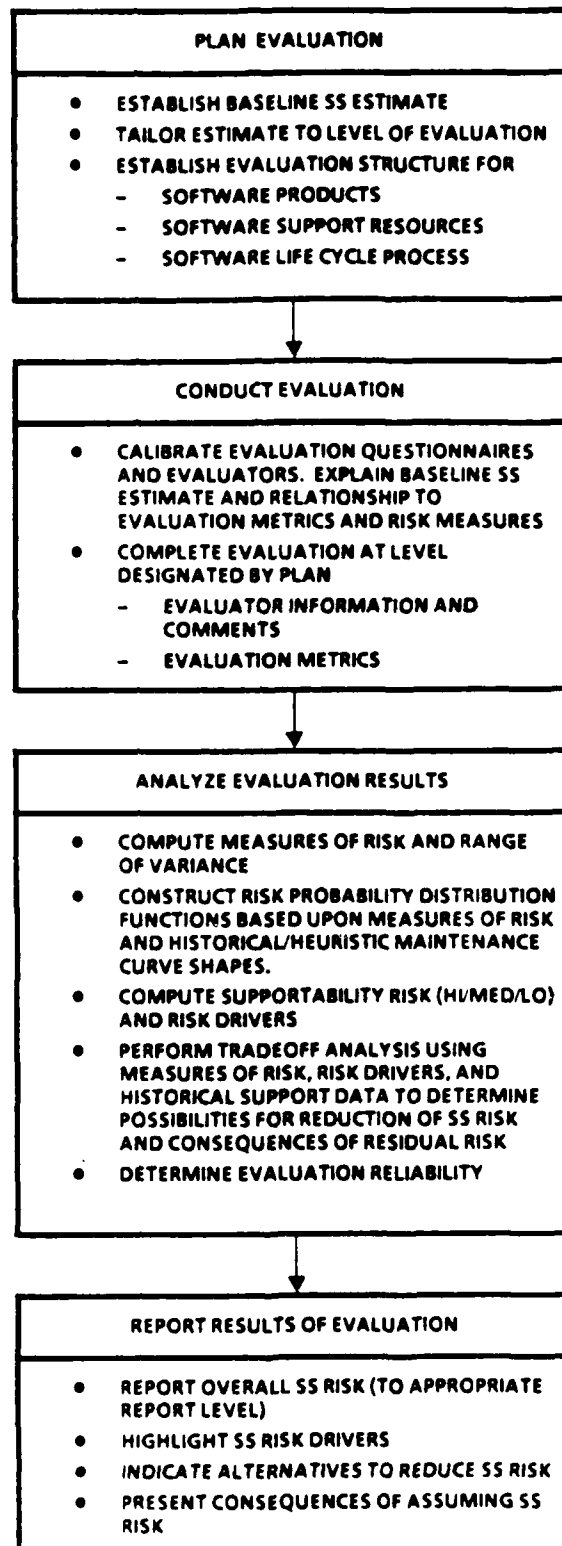 PLAN EVALUATION
● ESTABLISH BASELINE SS ESTIMATE
● TAILOR ESTIMATE TO LEVEL OF EVALUATION
● ESTABLISH EVALUATION STRUCTURE FOR
– SOFTWARE PRODUCTS
– SOFTWARE SUPPORT RESOURCES
– SOFTWARE LIFE CYCLE PROCESS
CONDUCT EVALUATION
● CALIBRATE EVALUATION QUESTIONNAIRES
AND EVALUATORS. EXPLAIN BASELINE SS
ESTIMATE AND RELATIONSHIP TO
EVALUATION METRICS AND RISK MEASURES
● COMPLETE EVALUATION AT LEVEL
DESIGNATED BY PLAN
– EVALUATOR INFORMATION AND
COMMENTS
– EVALUATION METRICS
ANALYZE EVALUATION RESULTS
● COMPUTE MEASURES OF RISK AND RANGE
OF VARIANCE
● CONSTRUCT RISK PROBABILITY DISTRIBUTION
FUNCTIONS BASED UPON MEASURES OF RISK
AND HISTORICAL/HEURISTIC MAINTENANCE
CURVE SHAPES.
● COMPUTE SUPPORTABILITY RISK (HI/MED/LO)
AND RISK DRIVERS
● PERFORM TRADEOFF ANALYSIS USING
MEASURES OF RISK, RISK DRIVERS, AND
HISTORICAL SUPPORT DATA TO DETERMINE
POSSIBILITIES FOR REDUCTION OF SS RISK
AND CONSEQUENCES OF RESIDUAL RISK
● DETERMINE EVALUATION RELIABILITY
REPORT RESULTS OF EVALUATION
● REPORT OVERALL SS RISK (TO APPROPRIATE
REPORT LEVEL)
● HIGHLIGHT SS RISK DRIVERS
● INDICATE ALTERNATIVES TO REDUCE SS RISK
● PRESENT CONSEQUENCES OF ASSUMING SS
RISK